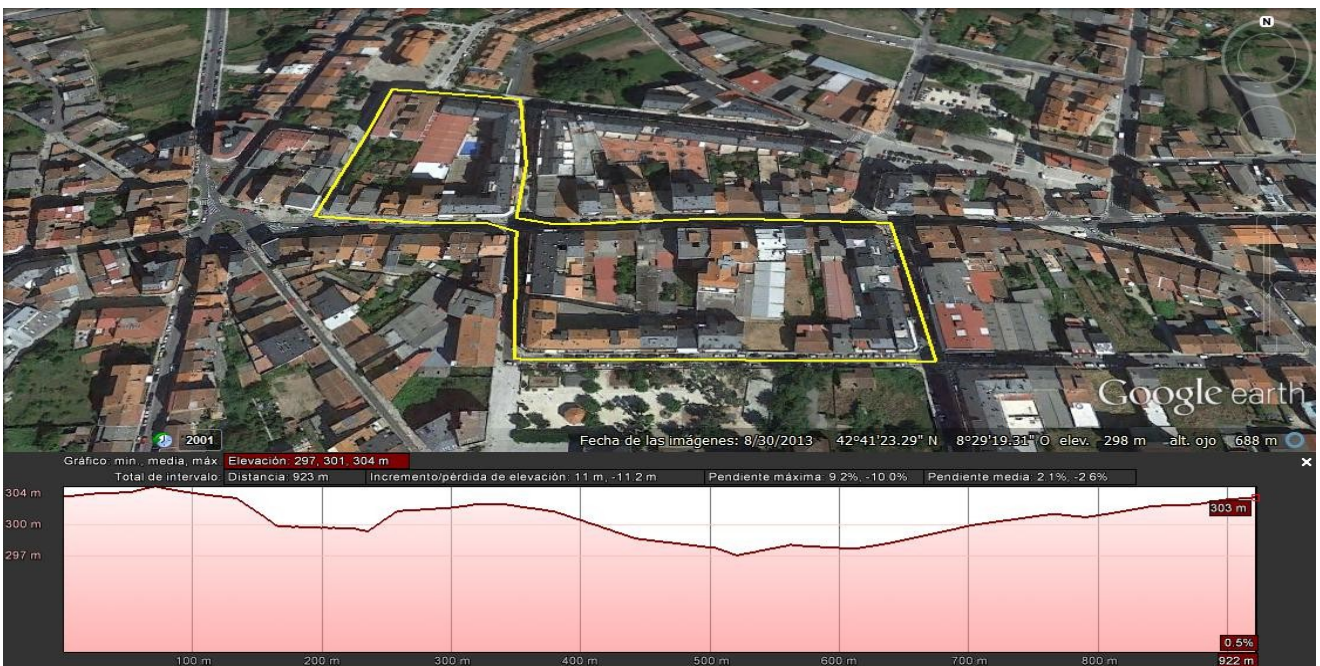 N
Google earth
2001
Fecha de las imágenes: 8/30/2013 42°41'23.29" N 8°29'19.31" O elev. 298 m alt. ojo 688 m
Gráfico: min., media, máx Elevación: 297, 301, 304 m
Total de intervalo: Distancia: 923 m Incremento/pérdida de elevación: 11 m, -11.2 m Pendiente máxima: 9.2%, -10.0% Pendiente media: 2.1%, -2.6%
304 m
303 m
300 m
297 m
0.5%
100 m 200 m 300 m 400 m 500 m 600 m 700 m 800 m 922 m